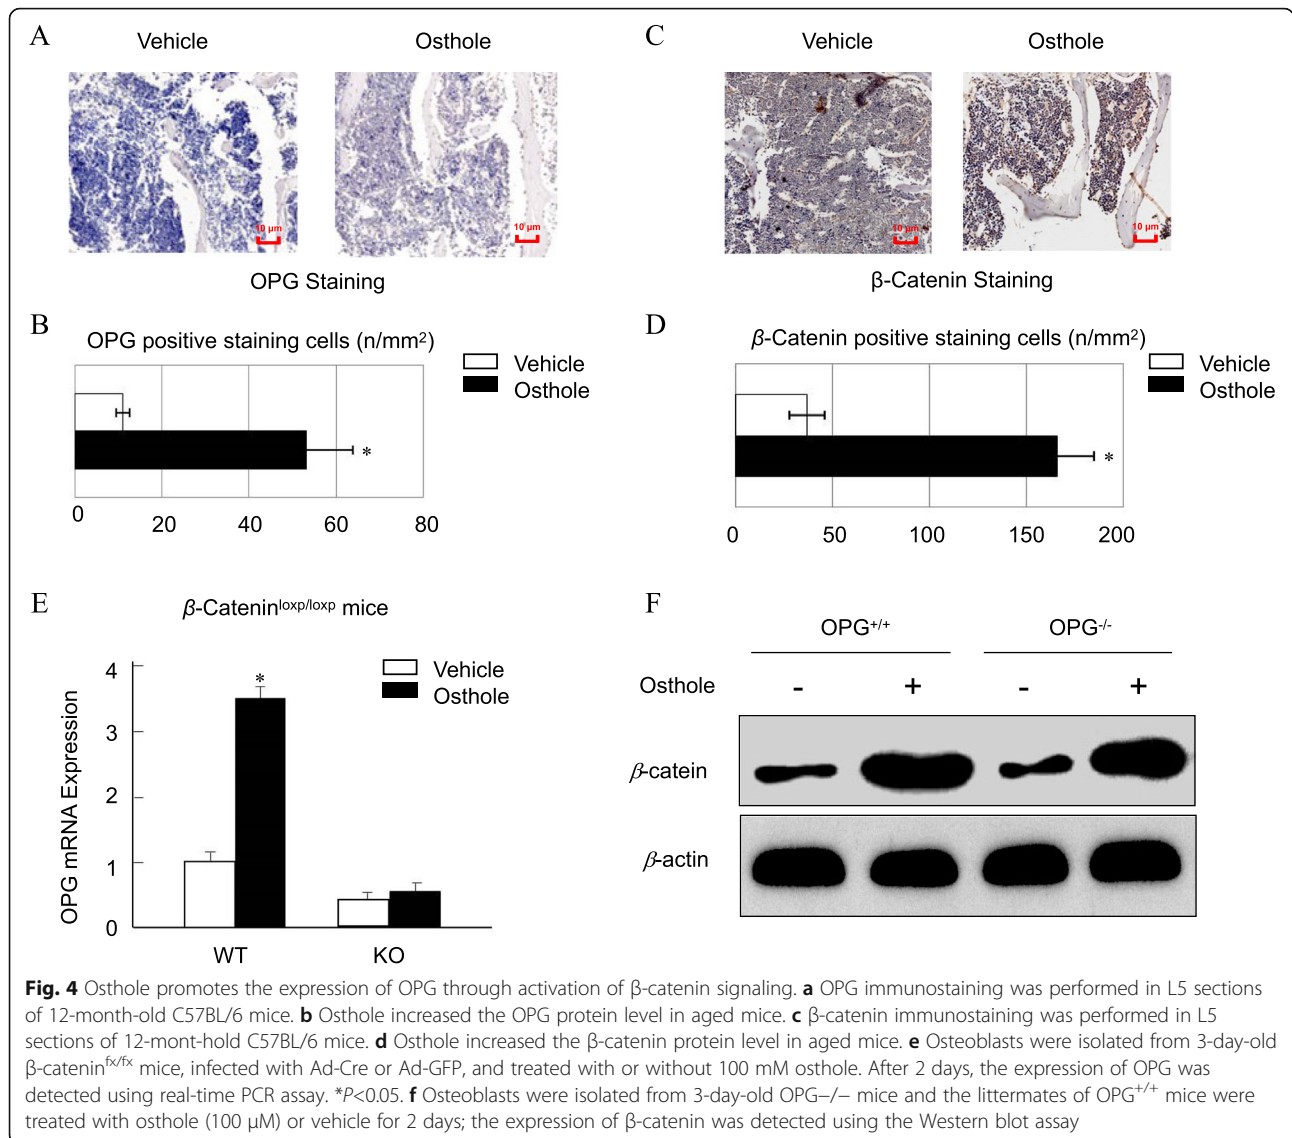 A
Vehicle
Osthole
10 µm
10 µm
OPG Staining
C
Vehicle
Osthole
10 µm
10 µm
β-Catenin Staining
B
OPG positive staining cells (n/mm²)
Vehicle
Osthole
*
0 20 40 60 80
D
β-Catenin positive staining cells (n/mm²)
Vehicle
Osthole
*
0 50 100 150 200
E
β-Catenin^loxp/loxp mice
Vehicle
Osthole
OPG mRNA Expression
4
3
2
1
0
*
WT KO
F
OPG+/+ OPG-/-
Osthole - + - +
β-catein
β-actin
Fig. 4 Osthole promotes the expression of OPG through activation of β-catenin signaling. a OPG immunostaining was performed in L5 sections
of 12-month-old C57BL/6 mice. b Osthole increased the OPG protein level in aged mice. c β-catenin immunostaining was performed in L5
sections of 12-mont-hold C57BL/6 mice. d Osthole increased the β-catenin protein level in aged mice. e Osteoblasts were isolated from 3-day-old
β-catenin^fx/fx mice, infected with Ad-Cre or Ad-GFP, and treated with or without 100 mM osthole. After 2 days, the expression of OPG was
detected using real-time PCR assay. *P<0.05. f Osteoblasts were isolated from 3-day-old OPG−/− mice and the littermates of OPG+/+ mice were
treated with osthole (100 μM) or vehicle for 2 days; the expression of β-catenin was detected using the Western blot assay